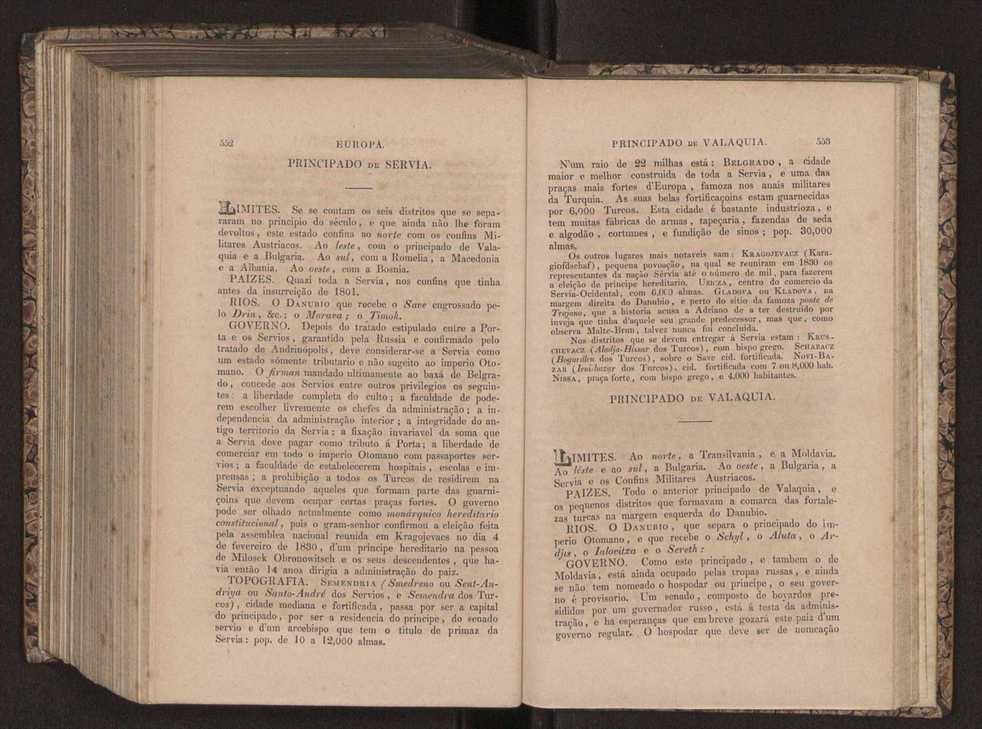 552 EUROPA.
PRINCIPADO DE SERVIA.
LIMITES. Se se contam os seis distritos que se sepa-
raram no principio do século, e que ainda não lhe foram
devoltos, este estado confina ao norte com os confins Mi-
litares Austriacos. Ao leste, com o principado de Vala-
quia e a Bulgaria. Ao sul, com a Romelia, a Macedonia
e a Albania. Ao oeste, com a Bosnia.
PAIZES. Quazi toda a Servia, nos confins que tinha
antes da insurreição de 1801.
RIOS. O DANUBIO que recebe o Save engrossado pe-
lo Drin, &c.; o Morava; o Timok.
GOVERNO. Depois do tratado estipulado entre a Por-
ta e os Servios, garantido pela Russia e confirmado pelo
tratado de Andrinópolis, deve considerar-se a Servia como
um estado sómente tributario e não sugeito ao imperio Oto-
mano. O firman mandado ultimamente ao baxá de Belgra-
do, concede aos Servios entre outros privilegios os seguin-
tes: a liberdade completa do culto; a faculdade de pode-
rem escolher livremente os chefes da administração; a in-
dependencia da administração interior; a integridade do an-
tigo territorio da Servia; a fixação invariavel da soma que
a Servia deve pagar como tributo á Porta; a liberdade de
comerciar em todo o imperio Otomano com passaportes ser-
vios; a faculdade de estabelecerem hospitais, escolas e im-
prensas; a prohibição a todos os Turcos de residirem na
Servia exceptuando aqueles que formam parte das guarni-
çoins que devem ocupar certas praças fortes. O governo
pode ser olhado actualmente como monárquico hereditario
constitucional, pois o gram-senhor confirmou a eleição feita
pela assemblea nacional reunida em Kragojevacs no dia 4
de fevereiro de 1830, d'um principe hereditario na pessoa
de Milosck Obronowitsch e os seus descendentes, que ha-
via então 14 anos dirigia a administração do paiz.
TOPOGRAFIA. SEMENDRIA (Smedreno ou Sent-An-
driya ou Santo-André dos Servios, e Semendra dos Tur-
cos), cidade mediana e fortificada, passa por ser a capital
do principado, por ser a residencia do principe, do senado
servio e d'um arcebispo que tem o titulo de primaz da
Servia: pop. de 10 a 12,000 almas.
PRINCIPADO DE VALAQUIA. 553
N'um raio de 22 milhas está: BELGRADO, a cidade
maior e melhor construida de toda a Servia, e uma das
praças mais fortes d'Europa, famoza nos anais militares
da Turquia. As suas belas fortificaçoins estam guarnecidas
por 6,000 Turcos. Esta cidade é bastante industrioza, e
tem muitas fábricas de armas, tapeçaria, fazendas de seda
e algodão, cortumes, e fundição de sinos; pop. 30,000
almas.
Os outros lugares mais notaveis sam: KRAGOJEVACZ (Kara-
giofdschaf), pequena povoação, na qual se reuniram em 1830 os
representantes da nação Servia até o número de mil, para fazerem
a eleição de principe hereditario. UZICZA, centro do comercio da
Servia-Ocidental, com 6,000 almas. GLADOVA ou KLADOVA, na
margem direita do Danubio, e perto do sitio da famoza ponte de
Trajano, que a historia acusa a Adriano de a ter destruido por
inveja que tinha d'aquele seu grande predecessor, mas que, como
observa Malte-Brun, talvez nunca foi concluida.
Nos distritos que se devem entregar a Servia estam: KRUS-
CHEVACZ (Aladja-Hissar dos Turcos), com bispo grego. SCHABACZ
(Bogurdlen dos Turcos), sobre o Save cid. fortificada. NOVI-BA-
ZAR (Ieni-bazar dos Turcos), cid. fortificada com 7 ou 8,000 hab.
NISSA, praça forte, com bispo grego, e 4,000 habitantes.
PRINCIPADO DE VALAQUIA.
LIMITES. Ao norte, a Transilvania, e a Moldavia.
Ao léste e ao sul, a Bulgaria. Ao oeste, a Bulgaria, a
Servia e os Confins Militares Austriacos.
PAIZES. Todo o anterior principado de Valaquia, e
os pequenos distritos que formavam a comarca das fortale-
zas turcas na margem esquerda do Danubio.
RIOS. O DANUBIO, que separa o principado do im-
perio Otomano, e que recebe o Schyl, o Aluta, o Ar-
djis, o Ialovitza e o Sereth:
GOVERNO. Como este principado, e tambem o de
Moldavia, está ainda ocupado pelas tropas russas, e ainda
se não tem nomeado o hospodar ou principe, o seu gover-
no é provisorio. Um senado, composto de boyardos pre-
sididos por um governador russo, está á testa da adminis-
tração, e há esperanças que em breve gozará este paiz d'um
governo regular. O hospodar que deve ser de nomeação